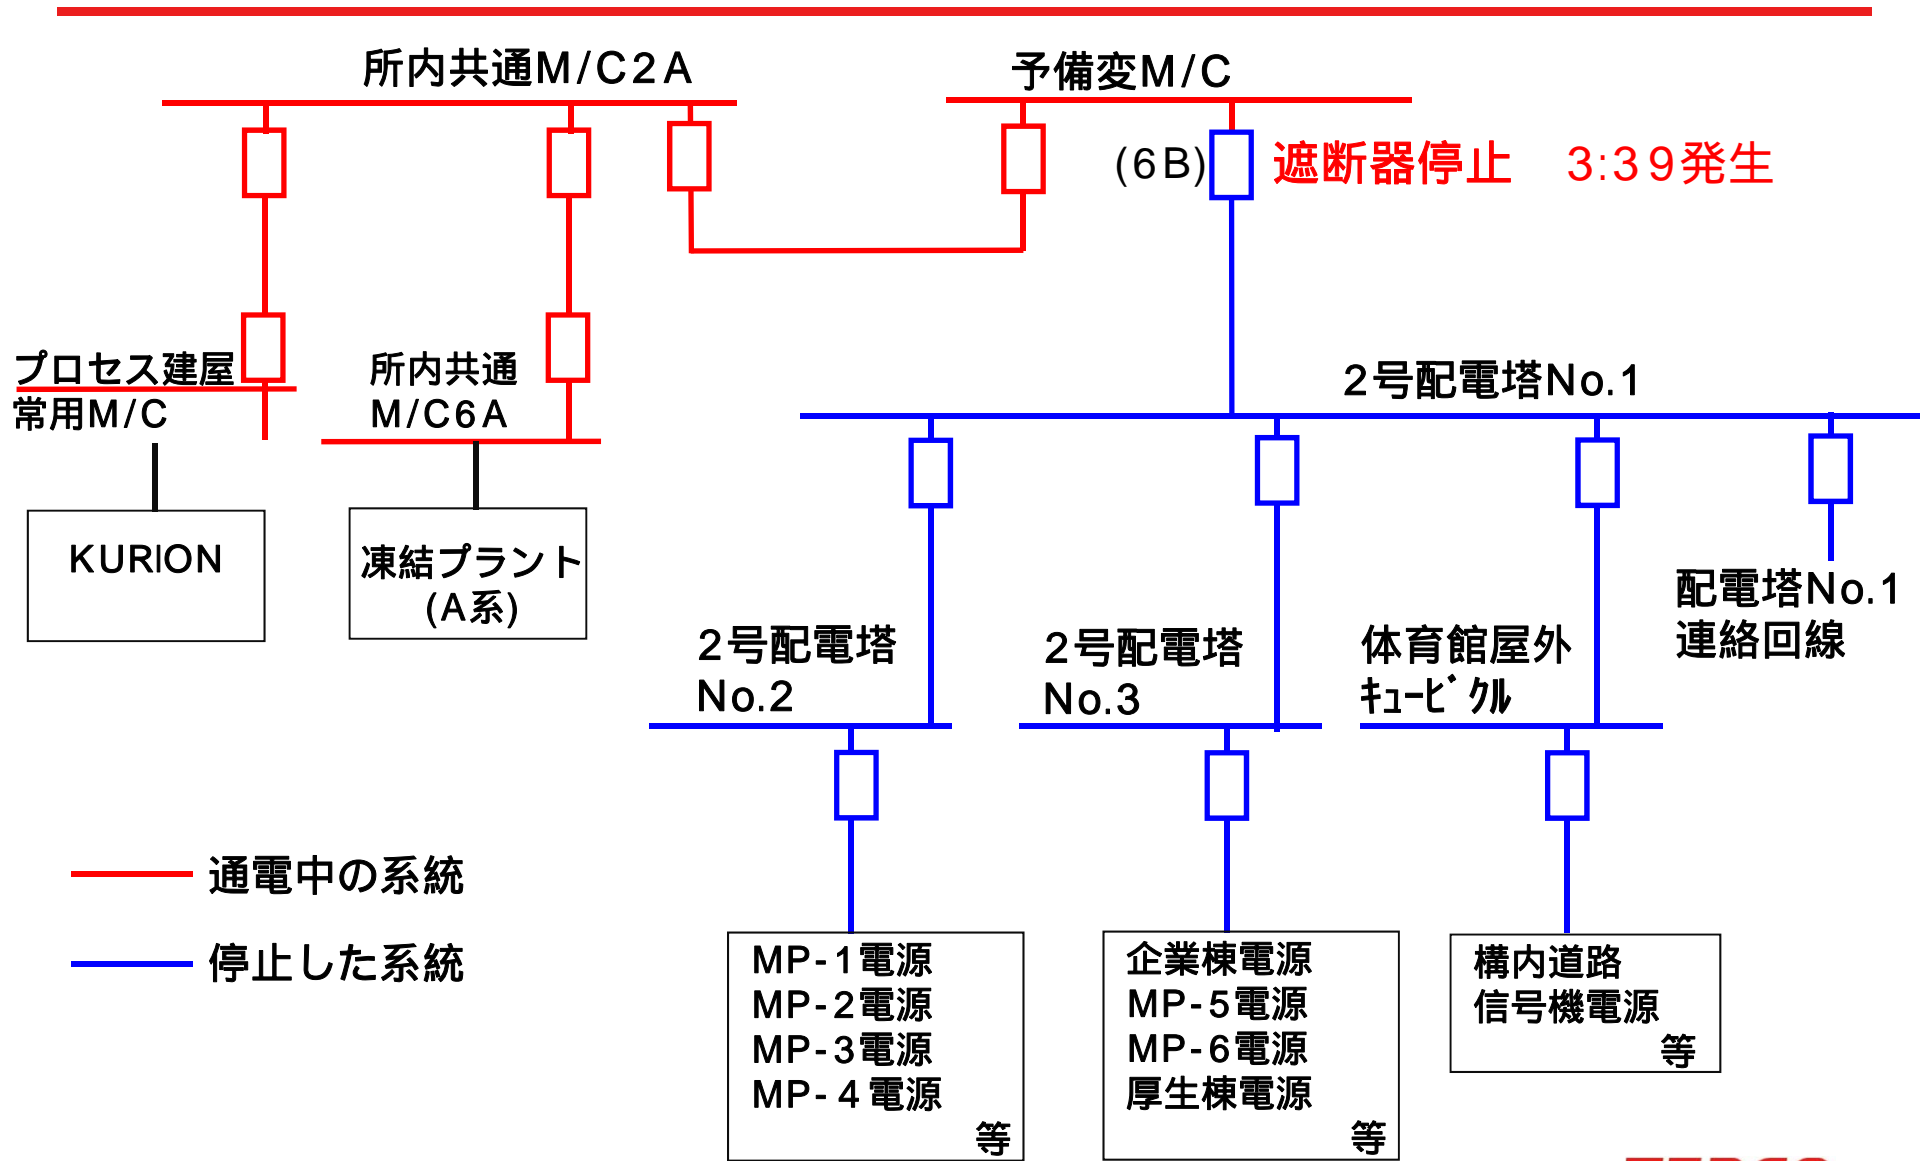 所内共通M/C2A
予備変M/C
(6B)
遮断器停止 3:39発生
プロセス建屋
常用M/C
所内共通
M/C6A
2号配電塔No.1
KURION
凍結プラント
(A系)
配電塔No.1
連絡回線
2号配電塔
No.2
2号配電塔
No.3
体育館屋外
ｷｭｰﾋﾞｸﾙ
通電中の系統
停止した系統
MP-1電源
MP-2電源
MP-3電源
MP-4電源
等
企業棟電源
MP-5電源
MP-6電源
厚生棟電源
等
構内道路
信号機電源
等